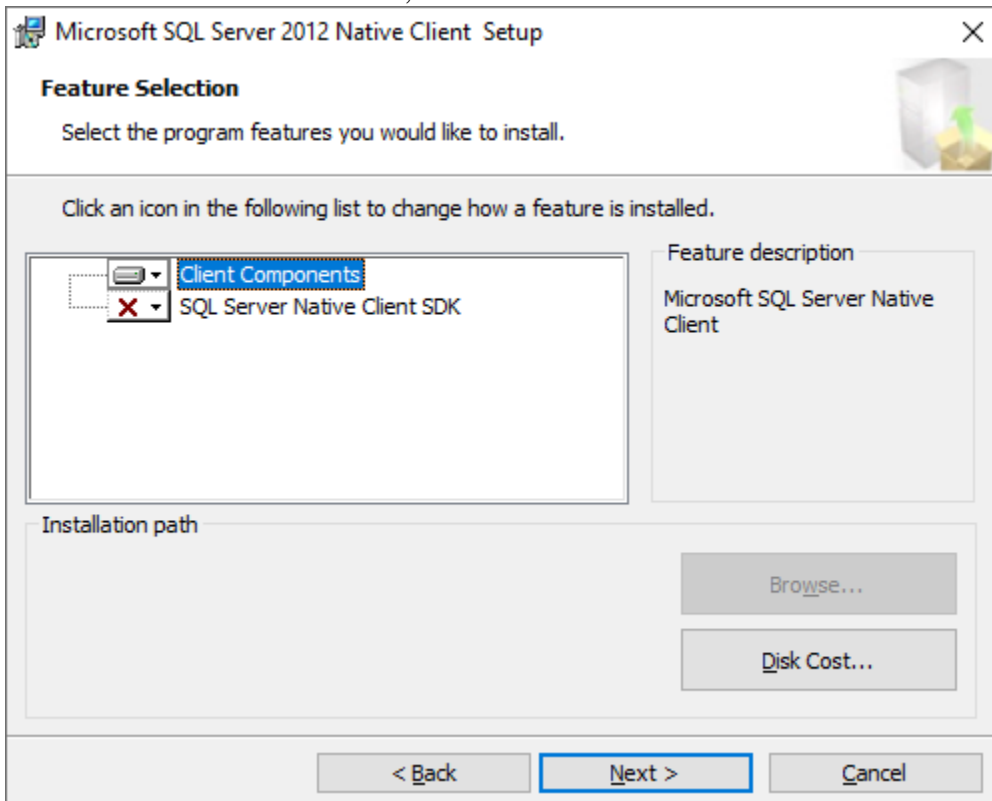 Microsoft SQL Server 2012 Native Client  Setup
Feature Selection
Select the program features you would like to install.
Click an icon in the following list to change how a feature is installed.
Client Components
SQL Server Native Client SDK
Feature description
Microsoft SQL Server Native
Client
Installation path
Browse...
Disk Cost...
< Back
Next >
Cancel